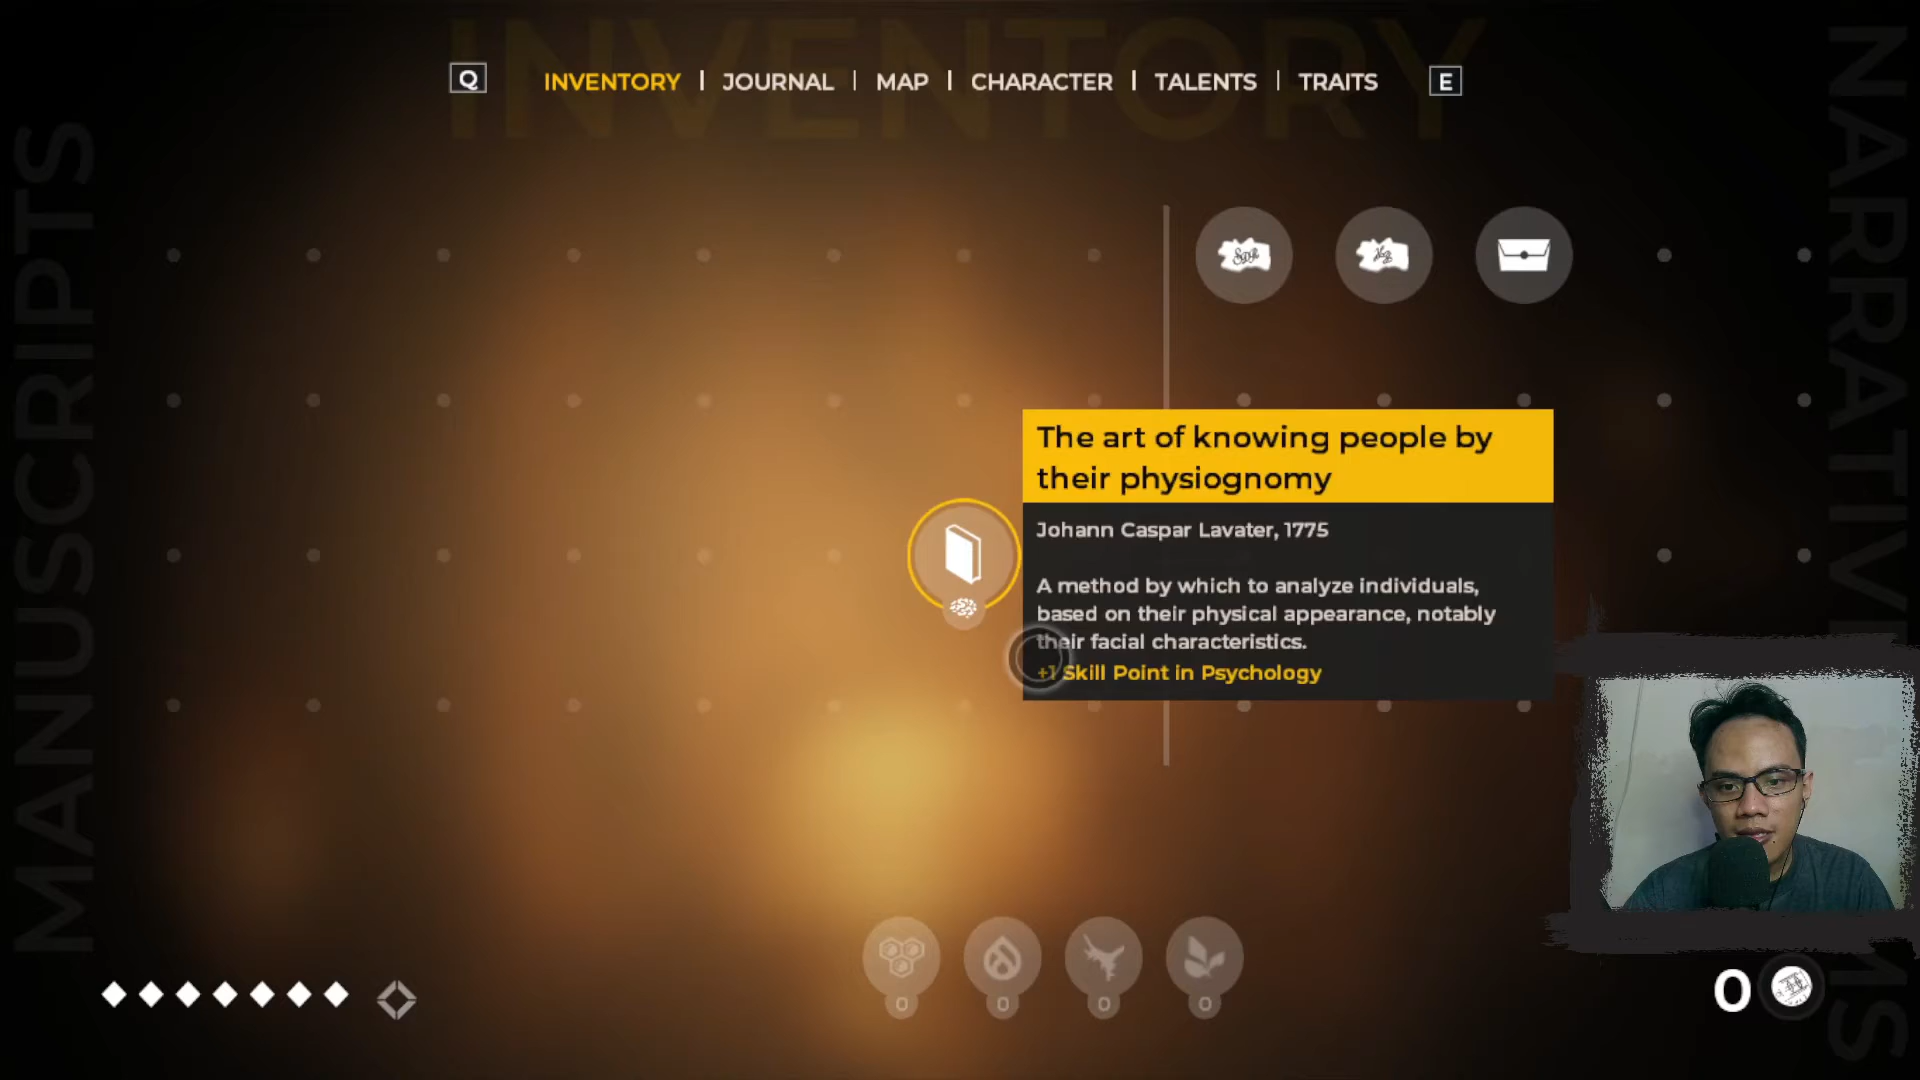 INVENTORY
Q
INVENTORY
JOURNAL
MAP
CHARACTER
TALENTS
TRAITS
E
MANUSCRIPTS
The art of knowing people by
their physiognomy
Johann Caspar Lavater, 1775
A method by which to analyze individuals,
based on their physical appearance, notably
their facial characteristics.
+1 Skill Point in Psychology
0
0
0
0
0